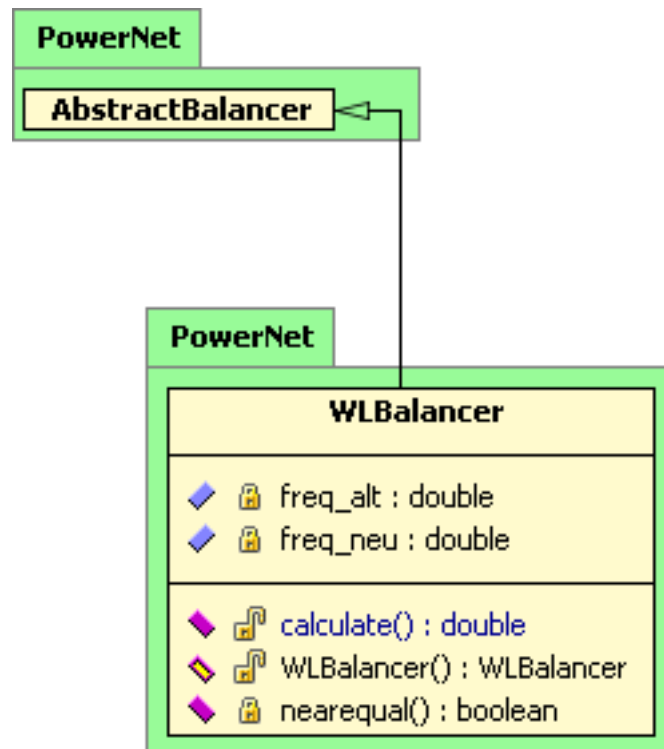 PowerNet
AbstractBalancer
PowerNet
WLBalancer
freq_alt : double
freq_neu : double
calculate() : double
WLBalancer() : WLBalancer
nearequal() : boolean